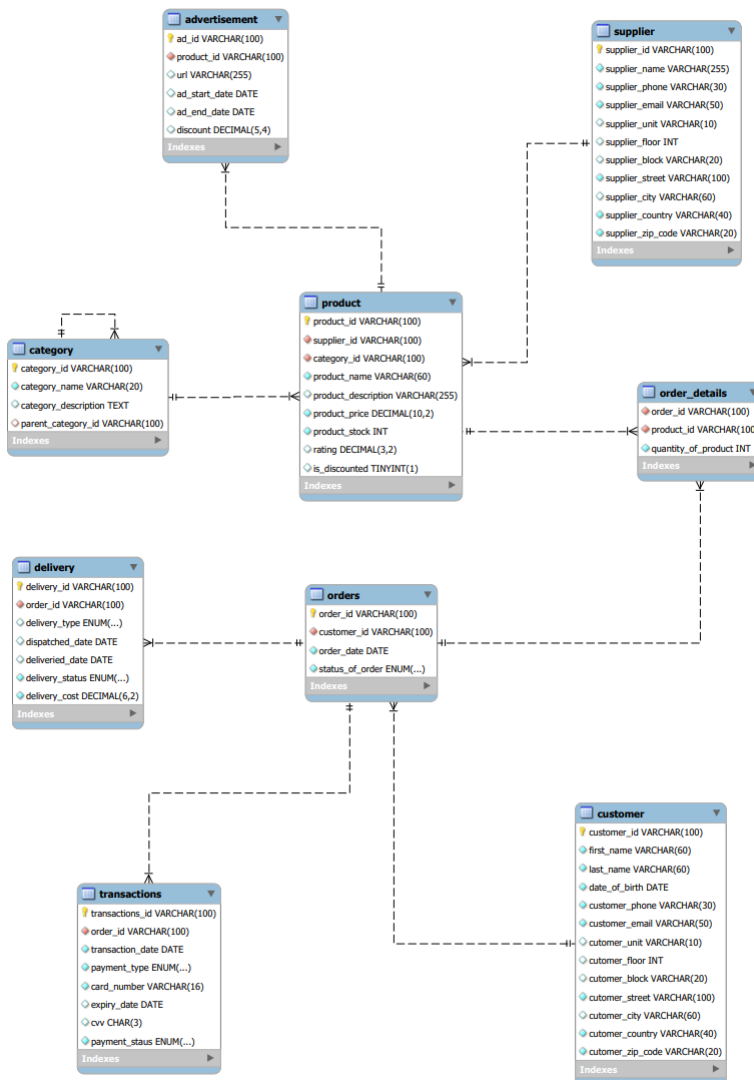 advertisement
ad_id VARCHAR(100)
product_id VARCHAR(100)
url VARCHAR(255)
ad_start_date DATE
ad_end_date DATE
discount DECIMAL(5,4)
Indexes
supplier
supplier_id VARCHAR(100)
supplier_name VARCHAR(255)
supplier_phone VARCHAR(30)
supplier_email VARCHAR(50)
supplier_unit VARCHAR(10)
supplier_floor INT
supplier_block VARCHAR(20)
supplier_street VARCHAR(100)
supplier_city VARCHAR(60)
supplier_country VARCHAR(40)
supplier_zip_code VARCHAR(20)
Indexes
product
product_id VARCHAR(100)
supplier_id VARCHAR(100)
category_id VARCHAR(100)
product_name VARCHAR(60)
product_description VARCHAR(255)
product_price DECIMAL(10,2)
product_stock INT
rating DECIMAL(3,2)
is_discounted TINYINT(1)
Indexes
category
category_id VARCHAR(100)
category_name VARCHAR(20)
category_description TEXT
parent_category_id VARCHAR(100)
Indexes
order_details
order_id VARCHAR(100)
product_id VARCHAR(100
quantity_of_product INT
Indexes
delivery
delivery_id VARCHAR(100)
order_id VARCHAR(100)
delivery_type ENUM(...)
dispatched_date DATE
deliveried_date DATE
delivery_status ENUM(...)
delivery_cost DECIMAL(6,2)
Indexes
orders
order_id VARCHAR(100)
customer_id VARCHAR(100)
order_date DATE
status_of_order ENUM(...)
Indexes
customer
customer_id VARCHAR(100)
first_name VARCHAR(60)
last_name VARCHAR(60)
date_of_birth DATE
customer_phone VARCHAR(30)
customer_email VARCHAR(50)
cutomer_unit VARCHAR(10)
cutomer_floor INT
cutomer_block VARCHAR(20)
cutomer_street VARCHAR(100)
cutomer_city VARCHAR(60)
cutomer_country VARCHAR(40)
cutomer_zip_code VARCHAR(20)
Indexes
transactions
transactions_id VARCHAR(100)
order_id VARCHAR(100)
transaction_date DATE
payment_type ENUM(...)
card_number VARCHAR(16)
expiry_date DATE
cvv CHAR(3)
payment_staus ENUM(...)
Indexes